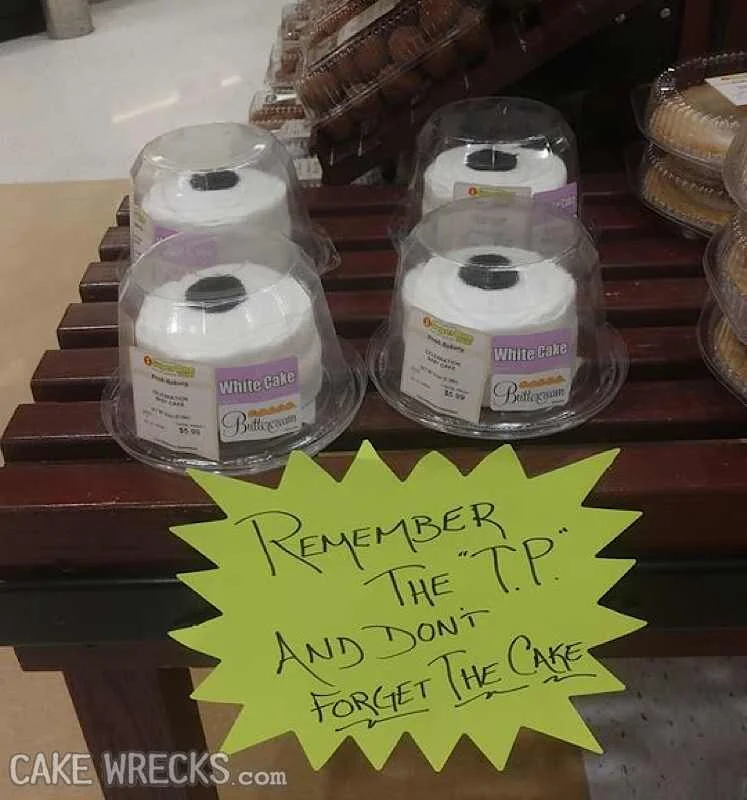 White Cake
Buttercream
$5.99
White Cake
Buttercream
$5.99
REMEMBER
THE "T.P."
AND DON'T
FORGET THE CAKE
CAKE WRECKS.com